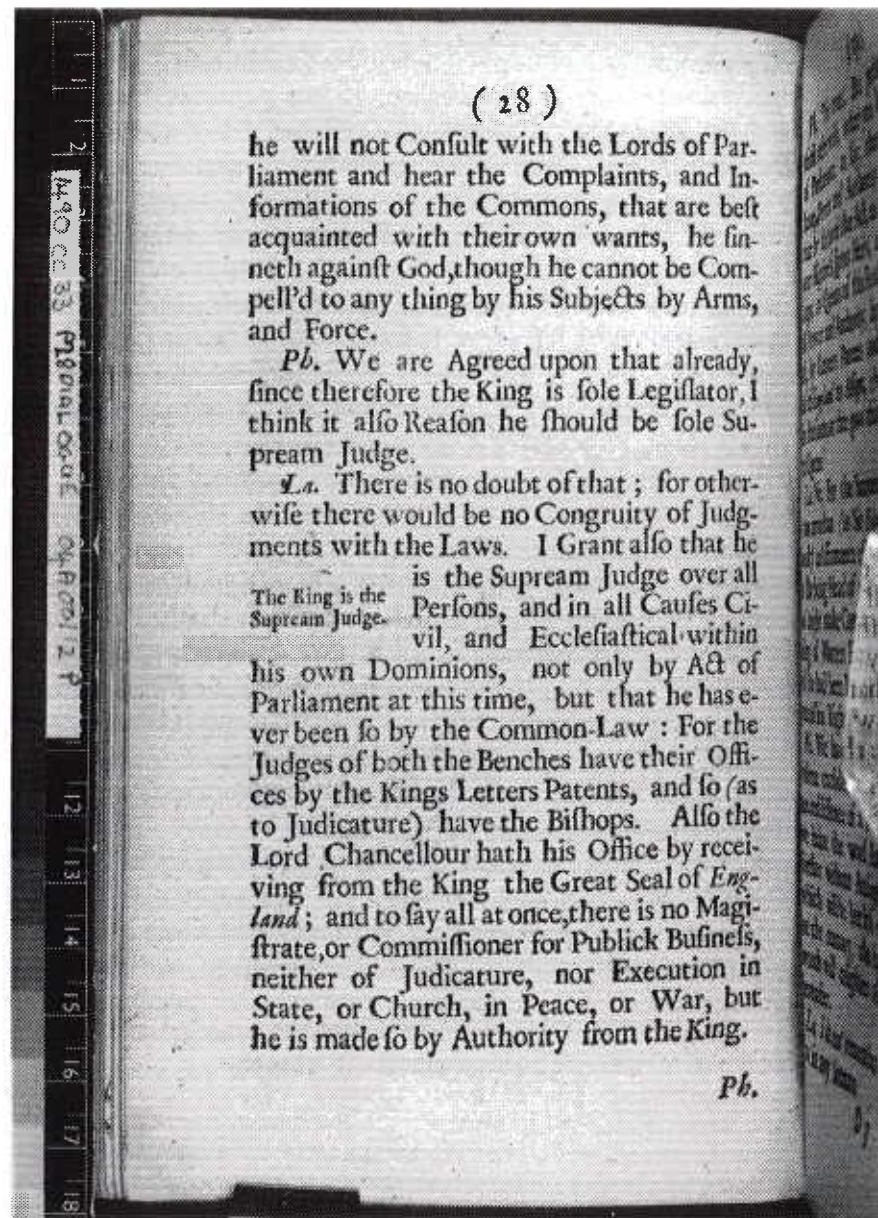 ( 28 )
he will not Conſult with the Lords of Par-
liament and hear the Complaints, and In-
formations of the Commons, that are beſt
acquainted with their own wants, he ſin-
neth againſt God, though he cannot be Com-
pell'd to any thing by his Subjects by Arms,
and Force.
Ph. We are Agreed upon that already,
ſince therefore the King is ſole Legiſlator, I
think it alſo Reaſon he ſhould be ſole Su-
pream Judge.
La. There is no doubt of that; for other-
wiſe there would be no Congruity of Judg-
ments with the Laws. I Grant alſo that he
is the Supream Judge over all
The King is the
Supream Judge.
Perſons, and in all Cauſes Ci-
vil, and Eccleſiaſtical within
his own Dominions, not only by Act of
Parliament at this time, but that he has e-
ver been ſo by the Common-Law : For the
Judges of both the Benches have their Offi-
ces by the Kings Letters Patents, and ſo (as
to Judicature) have the Biſhops. Alſo the
Lord Chancellour hath his Office by recei-
ving from the King the Great Seal of Eng-
land; and to ſay all at once, there is no Magi-
ſtrate, or Commiſſioner for Publick Buſineſs,
neither of Judicature, nor Execution in
State, or Church, in Peace, or War, but
he is made ſo by Authority from the King.
Ph.
1 2
12 13 14 15 16 17 18